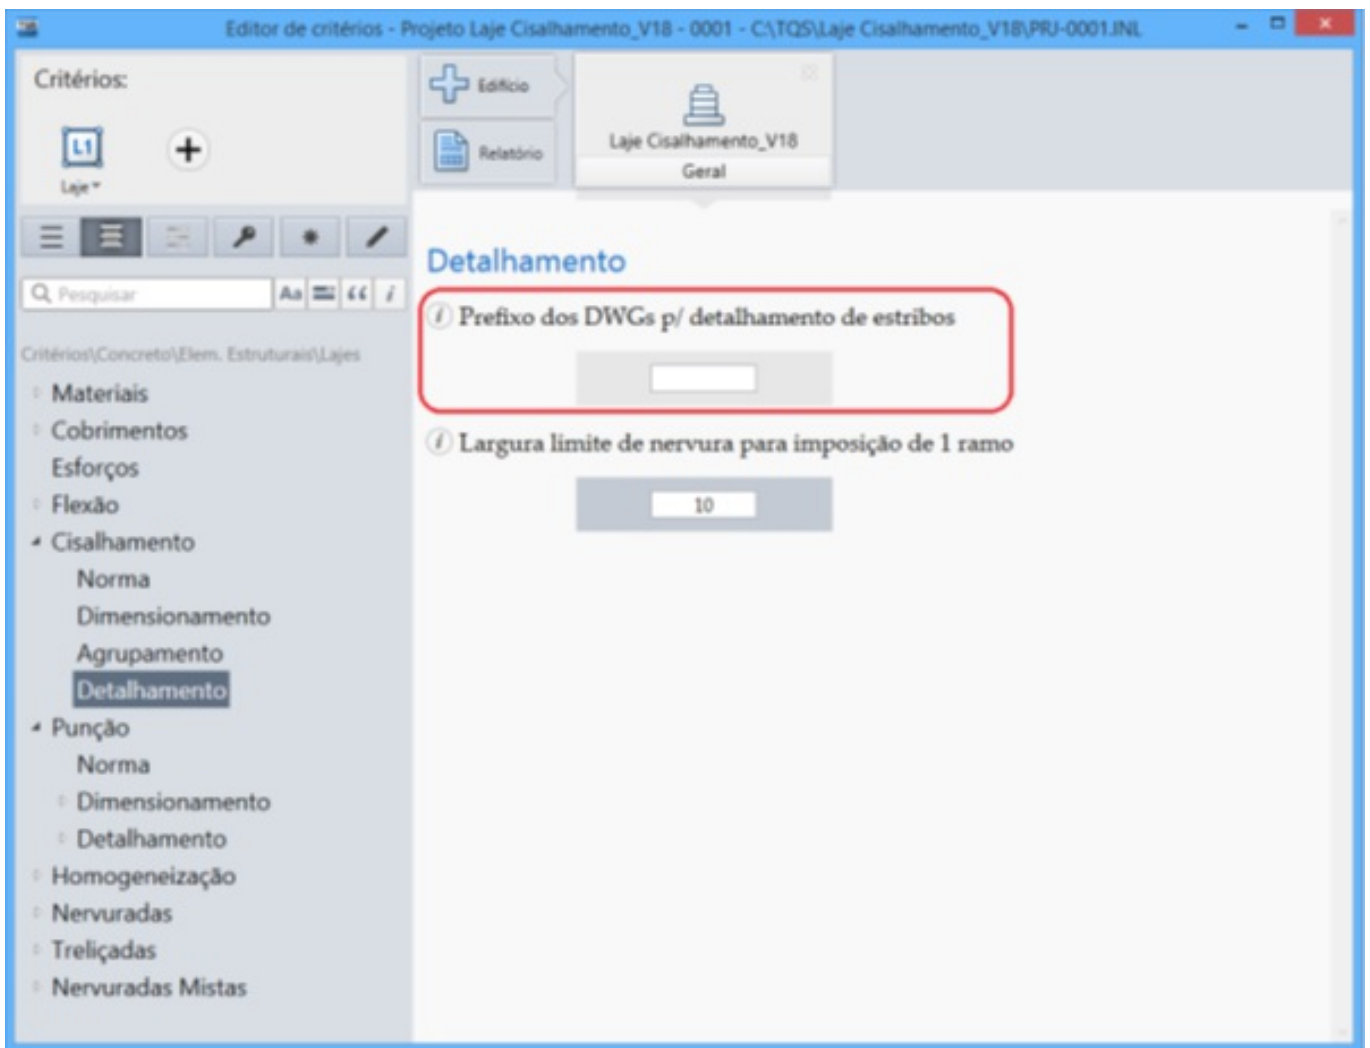 Editor de critérios - Projeto Laje Cisalhamento_V18 - 0001 - C:\TQS\Laje Cisalhamento_V18\PRJ-0001.INL
Critérios:
L1
Laje
Edifício
Relatório
Laje Cisalhamento_V18
Geral
Pesquisar
Aa
Critérios\Concreto\Elem. Estruturais\Lajes
Materiais
Cobrimentos
Esforços
Flexão
Cisalhamento
Norma
Dimensionamento
Agrupamento
Detalhamento
Punção
Norma
Dimensionamento
Detalhamento
Homogeneização
Nervuradas
Treliçadas
Nervuradas Mistas
Detalhamento
i Prefixo dos DWGs p/ detalhamento de estribos
i Largura limite de nervura para imposição de 1 ramo
10